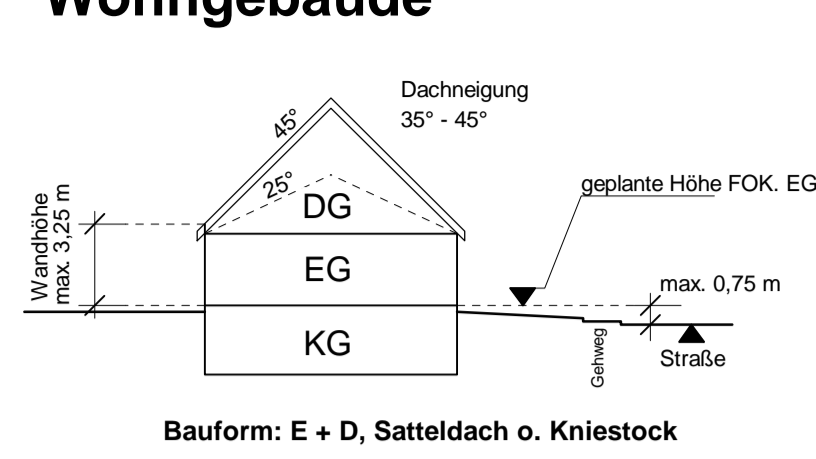 Wohngebäude
Dachneigung
35° - 45°
45°
25°
DG
geplante Höhe FOK. EG
Wandhöhe
max. 3,25 m
EG
max. 0,75 m
KG
Gehweg
Straße
Bauform: E + D, Satteldach o. Kniestock